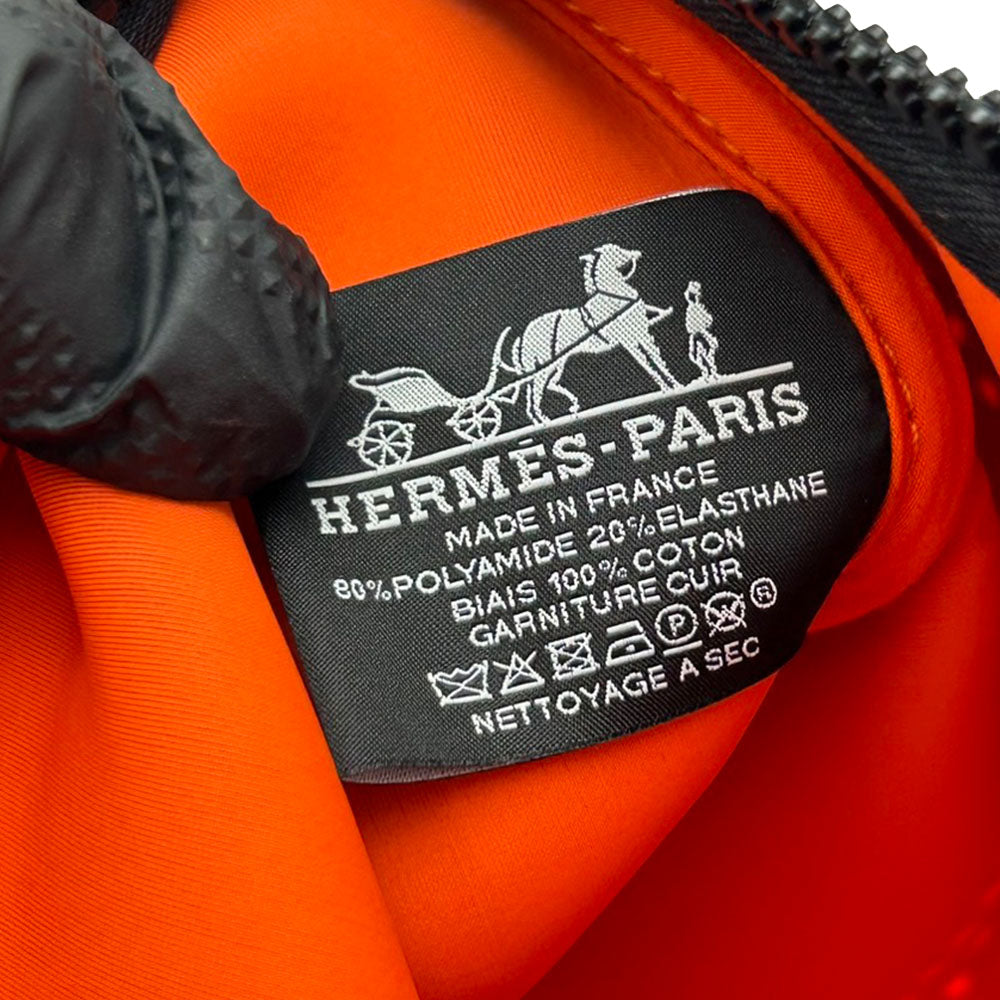 HERMÈS-PARIS
MADE IN FRANCE
80%POLYAMIDE 20%ELASTHANE
BIAIS 100% COTON
GARNITURE CUIR
P W ®
NETTOYAGE A SEC